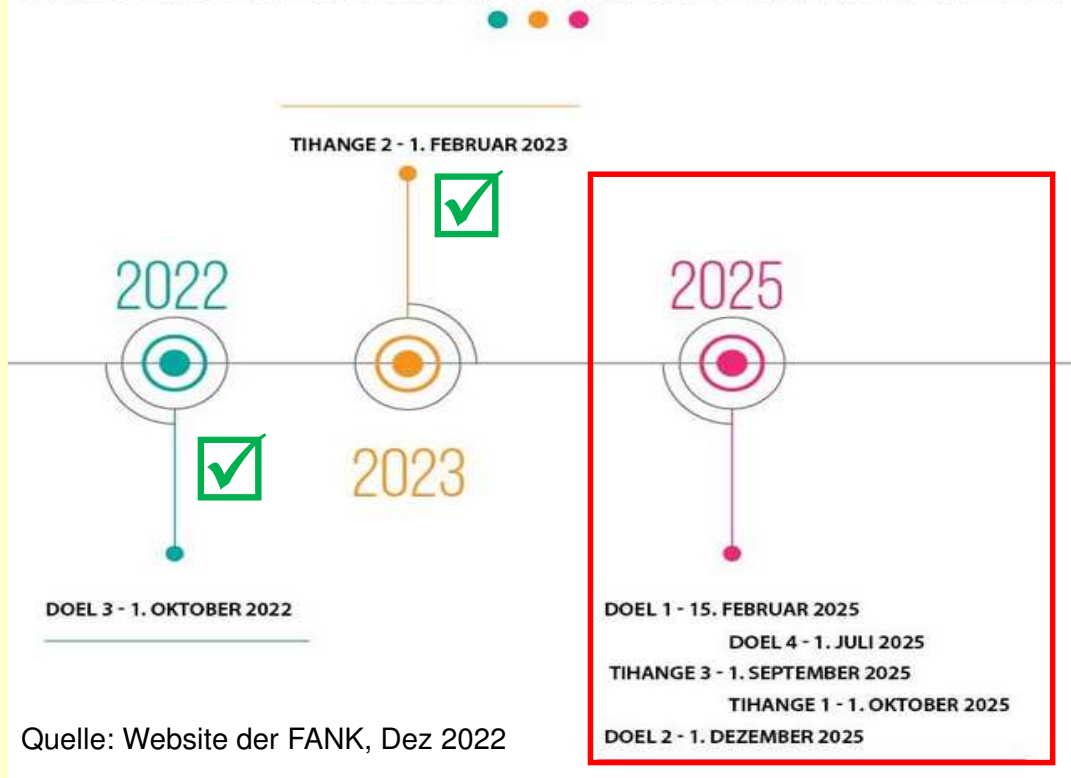 TIHANGE 2 - 1. FEBRUAR 2023
2022
2025
2023
DOEL 3 - 1. OKTOBER 2022
DOEL 1 - 15. FEBRUAR 2025
DOEL 4 - 1. JULI 2025
TIHANGE 3 - 1. SEPTEMBER 2025
TIHANGE 1 - 1. OKTOBER 2025
DOEL 2 - 1. DEZEMBER 2025
Quelle: Website der FANK, Dez 2022